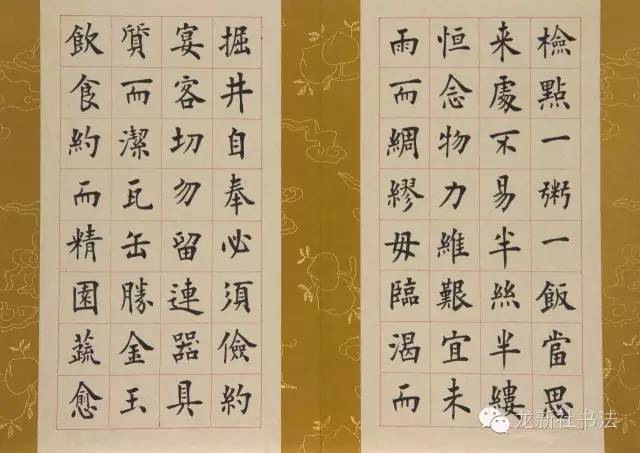 檢點一粥一飯當思
来處不易半絲半縷
恒念物力維艱宜未
雨而綢繆毋臨渴而
掘井自奉必須儉約
宴客切勿留連器具
質而潔瓦缶勝金玉
飲食約而精園蔬愈
龙新社书法